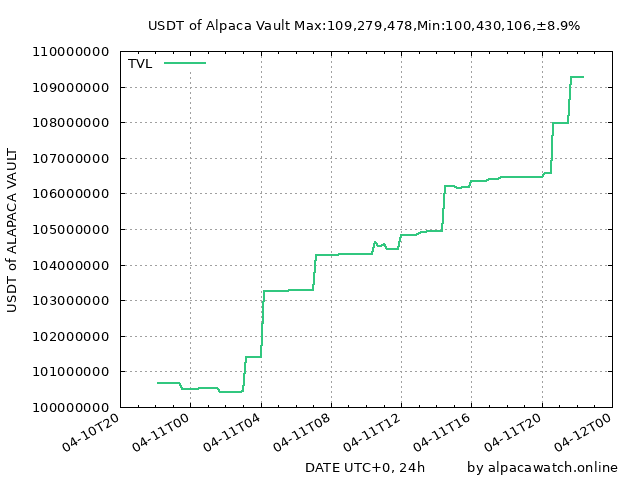 USDT of Alpaca Vault Max:109,279,478,Min:100,430,106,±8.9%
110000000
TVL
109000000
108000000
107000000
106000000
105000000
104000000
103000000
102000000
101000000
100000000
USDT of ALAPACA VAULT
04-10T20
04-11T00
04-11T04
04-11T08
04-11T12
04-11T16
04-11T20
04-12T00
DATE UTC+0, 24h
by alpacawatch.online